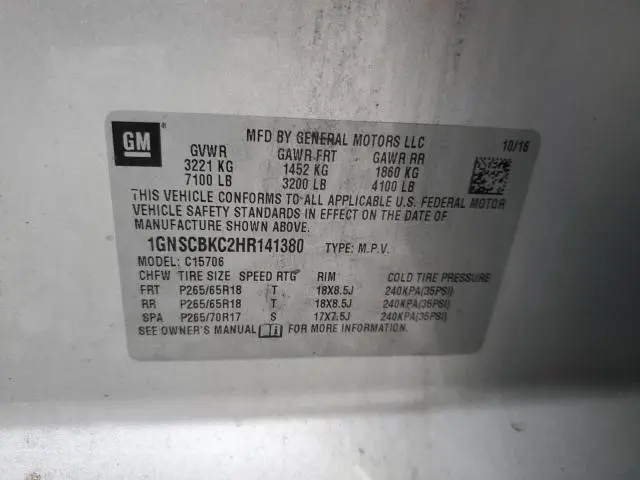 GM ®
MFD BY GENERAL MOTORS LLC 10/16
GVWR GAWR FRT GAWR RR
3221 KG 1452 KG 1860 KG
7100 LB 3200 LB 4100 LB
THIS VEHICLE CONFORMS TO ALL APPLICABLE U.S. FEDERAL MOTOR
VEHICLE SAFETY STANDARDS IN EFFECT ON THE DATE OF
MANUFACTURE SHOWN ABOVE.
1GNSCBKC2HR141380 TYPE: M.P.V.
MODEL: C15706
CHFW TIRE SIZE SPEED RTG RIM COLD TIRE PRESSURE
FRT P265/65R18 T 18X8.5J 240KPA(35PSI)
RR P265/65R18 T 18X8.5J 240KPA(35PSI)
SPA P265/70R17 S 17X7.5J 240KPA(35PSI)
SEE OWNER'S MANUAL FOR MORE INFORMATION.